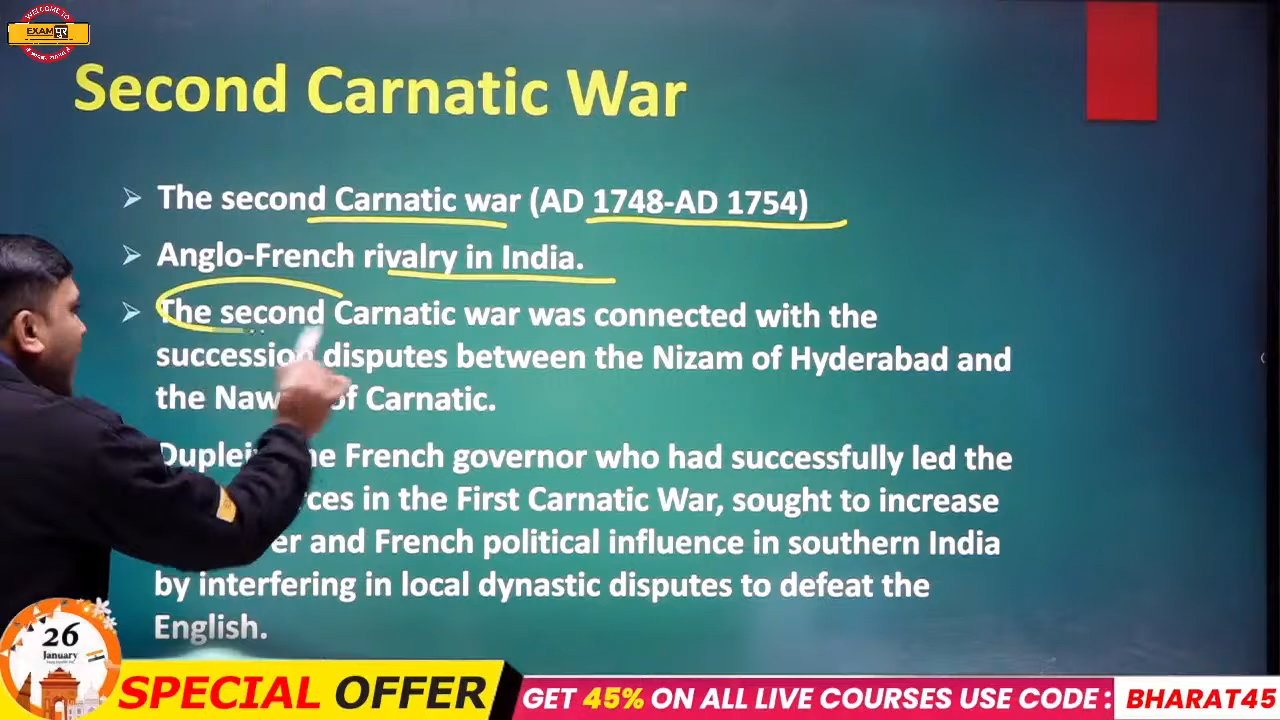 WELCOME TO
EXAM पुर
Second Carnatic War
The second Carnatic war (AD 1748-AD 1754)
Anglo-French rivalry in India.
The second Carnatic war was connected with the
succession disputes between the Nizam of Hyderabad and
the Naw of Carnatic.
Duplei he French governor who had successfully led the
rces in the First Carnatic War, sought to increase
er and French political influence in southern India
by interfering in local dynastic disputes to defeat the
English.
26
January
SPECIAL OFFER
GET 45% ON ALL LIVE COURSES USE CODE : BHARAT45